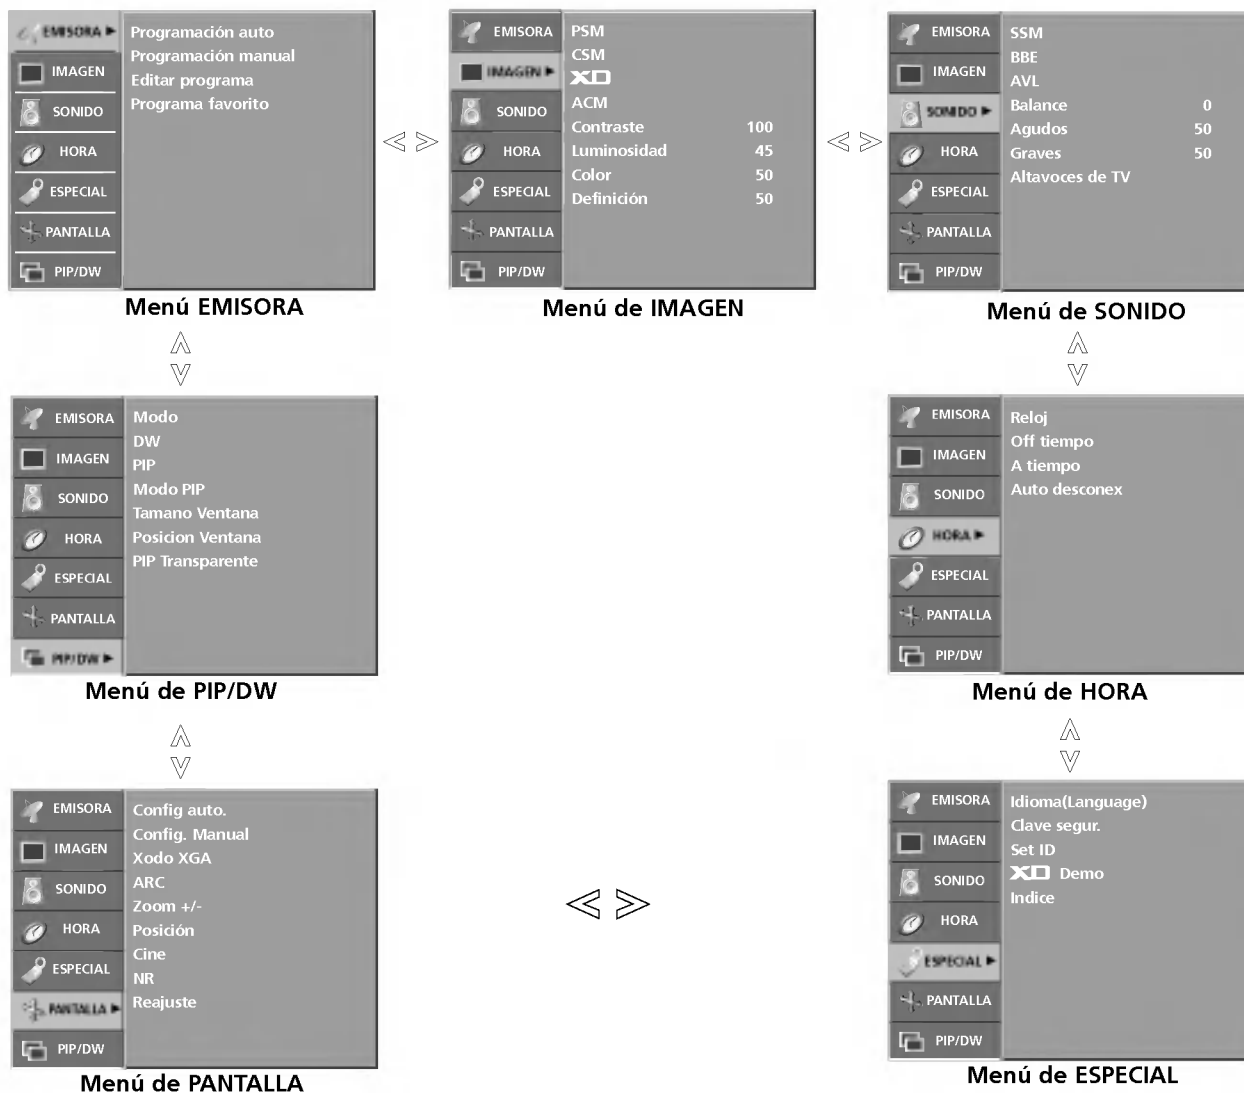 EMISORA
IMAGEN
SONIDO
HORA
ESPECIAL
PANTALLA
PIP/DW
Programación auto
Programación manual
Editar programa
Programa favorito
Menú EMISORA
EMISORA
IMAGEN
SONIDO
HORA
ESPECIAL
PANTALLA
PIP/DW
PSM
CSM
XD
ACM
Contraste 100
Luminosidad 45
Color 50
Definición 50
Menú de IMAGEN
EMISORA
IMAGEN
SONIDO
HORA
ESPECIAL
PANTALLA
PIP/DW
SSM
BBE
AVL
Balance 0
Agudos 50
Graves 50
Altavoces de TV
Menú de SONIDO
EMISORA
IMAGEN
SONIDO
HORA
ESPECIAL
PANTALLA
PIP/DW
Modo
DW
PIP
Modo PIP
Tamano Ventana
Posicion Ventana
PIP Transparente
Menú de PIP/DW
EMISORA
IMAGEN
SONIDO
HORA
ESPECIAL
PANTALLA
PIP/DW
Reloj
Off tiempo
A tiempo
Auto desconex
Menú de HORA
EMISORA
IMAGEN
SONIDO
HORA
ESPECIAL
PANTALLA
PIP/DW
Config auto.
Config. Manual
Xodo XGA
ARC
Zoom +/-
Posición
Cine
NR
Reajuste
Menú de PANTALLA
EMISORA
IMAGEN
SONIDO
HORA
ESPECIAL
PANTALLA
PIP/DW
Idioma(Language)
Clave segur.
Set ID
XD Demo
Indice
Menú de ESPECIAL